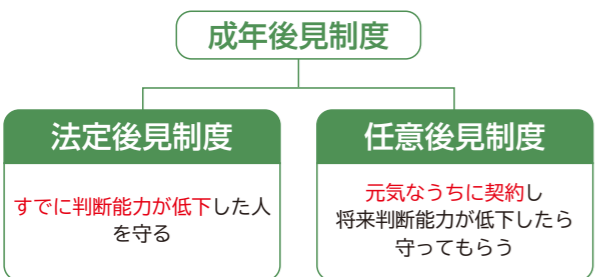 成年後見制度
法定後見制度
すでに判断能力が低下した人
を守る
任意後見制度
元気なうちに契約し
将来判断能力が低下したら
守ってもらう